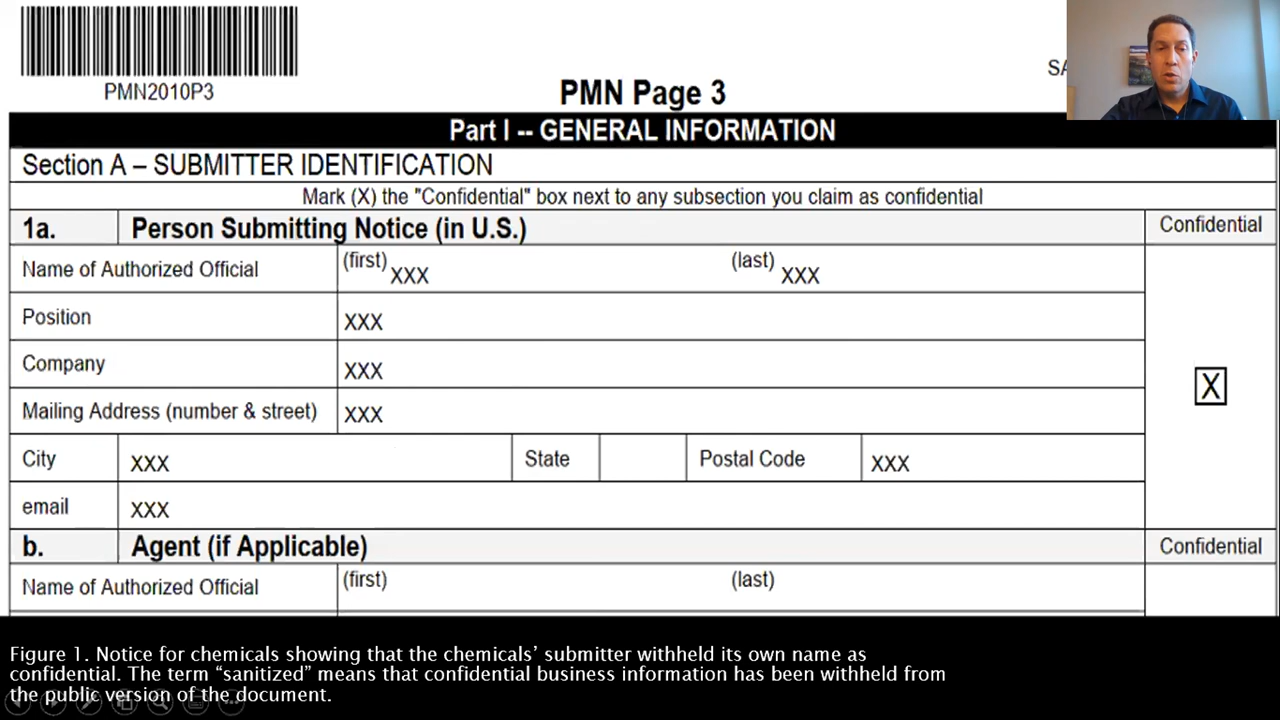 PMN2010P3
SA
PMN Page 3
Part I -- GENERAL INFORMATION
Section A – SUBMITTER IDENTIFICATION
Mark (X) the "Confidential" box next to any subsection you claim as confidential
1a. Person Submitting Notice (in U.S.) Confidential
Name of Authorized Official (first) XXX (last) XXX
Position XXX
Company XXX
X
Mailing Address (number & street) XXX
City XXX State Postal Code XXX
email XXX
b. Agent (if Applicable) Confidential
Name of Authorized Official (first) (last)
Figure 1. Notice for chemicals showing that the chemicals’ submitter withheld its own name as
confidential. The term “sanitized” means that confidential business information has been withheld from
the public version of the document.